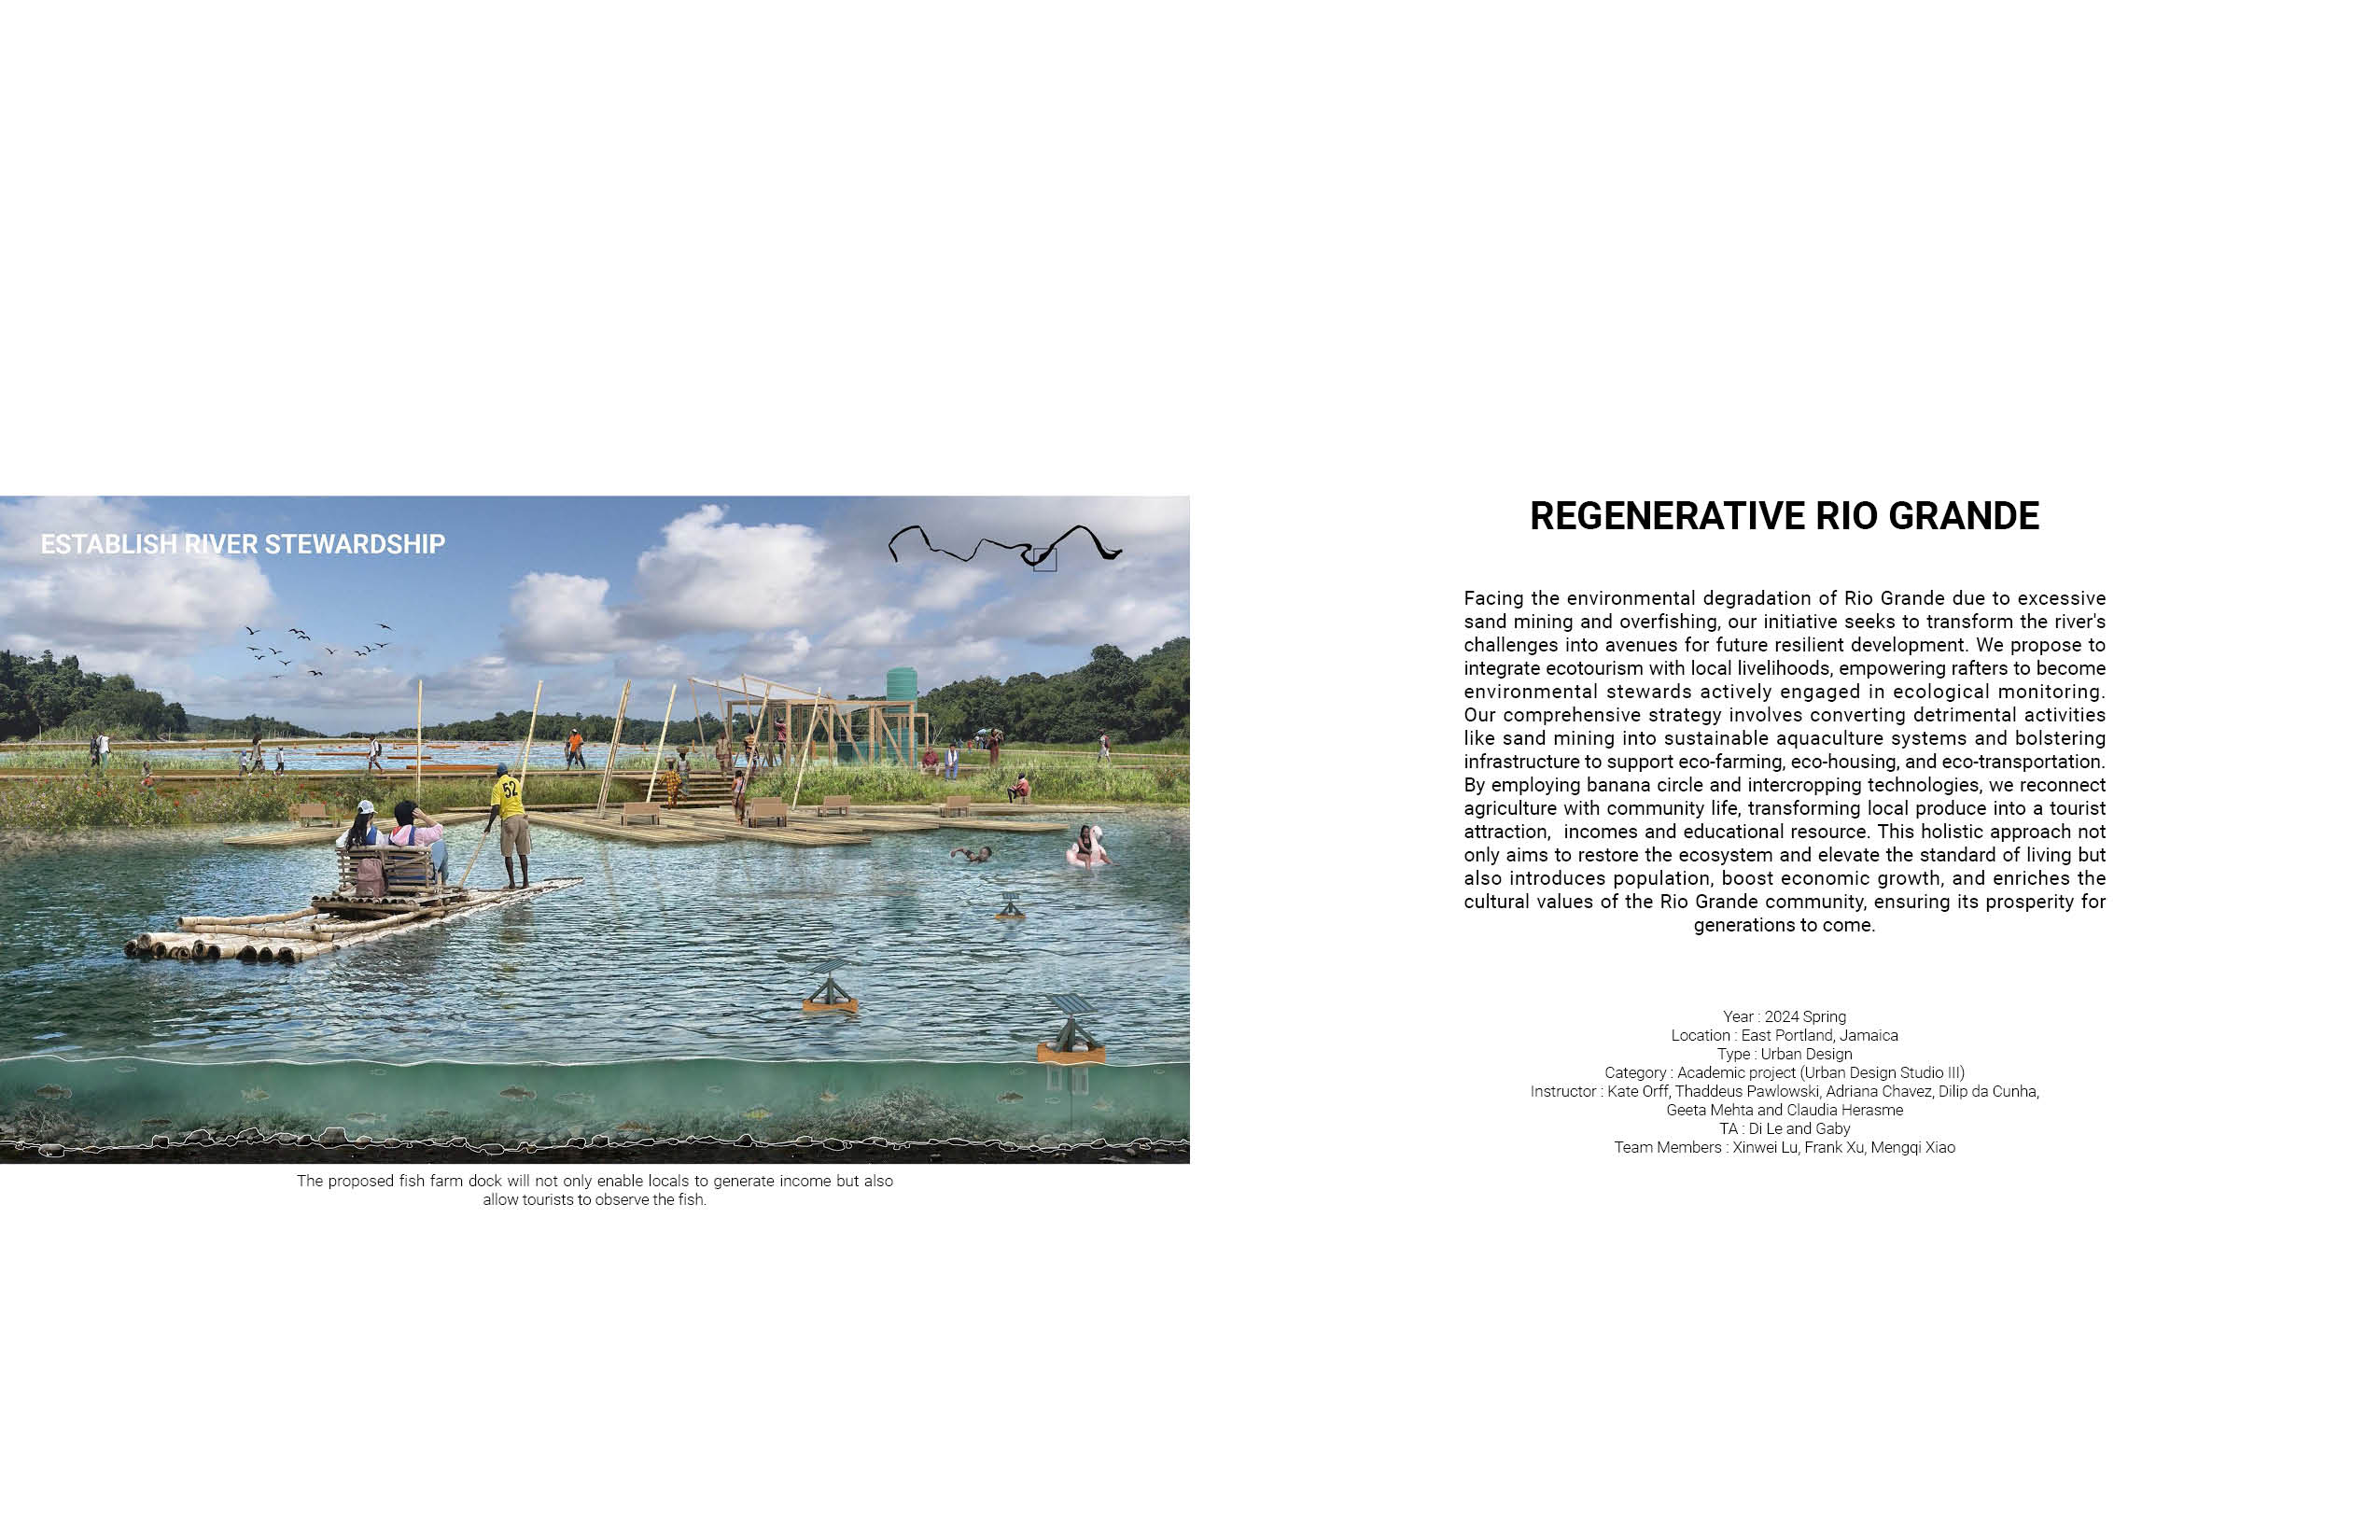 ESTABLISH RIVER STEWARDSHIP
52
The proposed fish farm dock will not only enable locals to generate income but also
allow tourists to observe the fish.
REGENERATIVE RIO GRANDE
Facing the environmental degradation of Rio Grande due to excessive
sand mining and overfishing, our initiative seeks to transform the river's
challenges into avenues for future resilient development. We propose to
integrate ecotourism with local livelihoods, empowering rafters to become
environmental stewards actively engaged in ecological monitoring.
Our comprehensive strategy involves converting detrimental activities
like sand mining into sustainable aquaculture systems and bolstering
infrastructure to support eco-farming, eco-housing, and eco-transportation.
By employing banana circle and intercropping technologies, we reconnect
agriculture with community life, transforming local produce into a tourist
attraction,  incomes and educational resource. This holistic approach not
only aims to restore the ecosystem and elevate the standard of living but
also introduces population, boost economic growth, and enriches the
cultural values of the Rio Grande community, ensuring its prosperity for
generations to come.
Year : 2024 Spring
Location : East Portland, Jamaica
Type : Urban Design
Category : Academic project (Urban Design Studio III)
Instructor : Kate Orff, Thaddeus Pawlowski, Adriana Chavez, Dilip da Cunha,
Geeta Mehta and Claudia Herasme
TA : Di Le and Gaby
Team Members : Xinwei Lu, Frank Xu, Mengqi Xiao